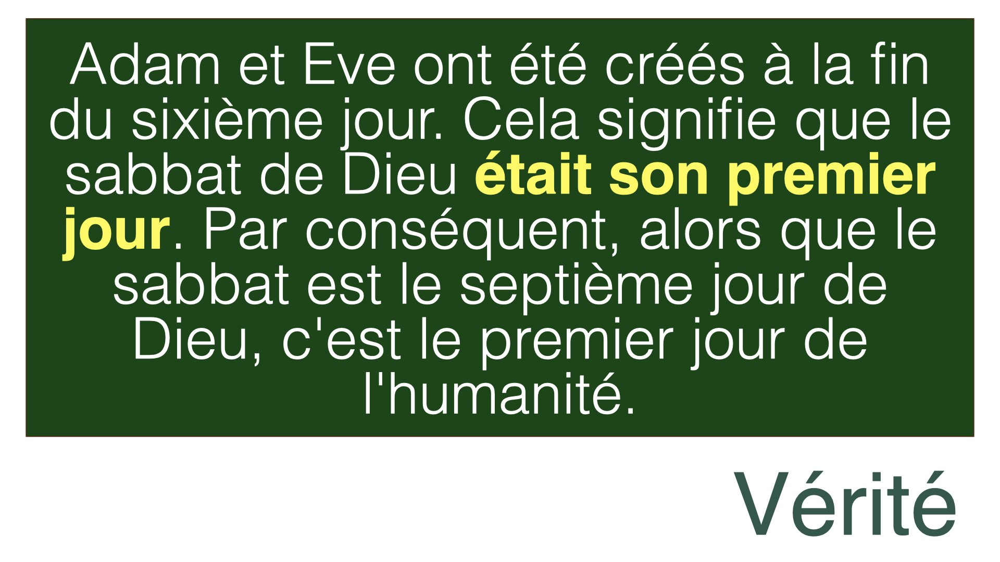 Adam et Eve ont été créés à la fin
du sixième jour. Cela signifie que le
sabbat de Dieu était son premier
jour. Par conséquent, alors que le
sabbat est le septième jour de
Dieu, c'est le premier jour de
l'humanité.
Vérité